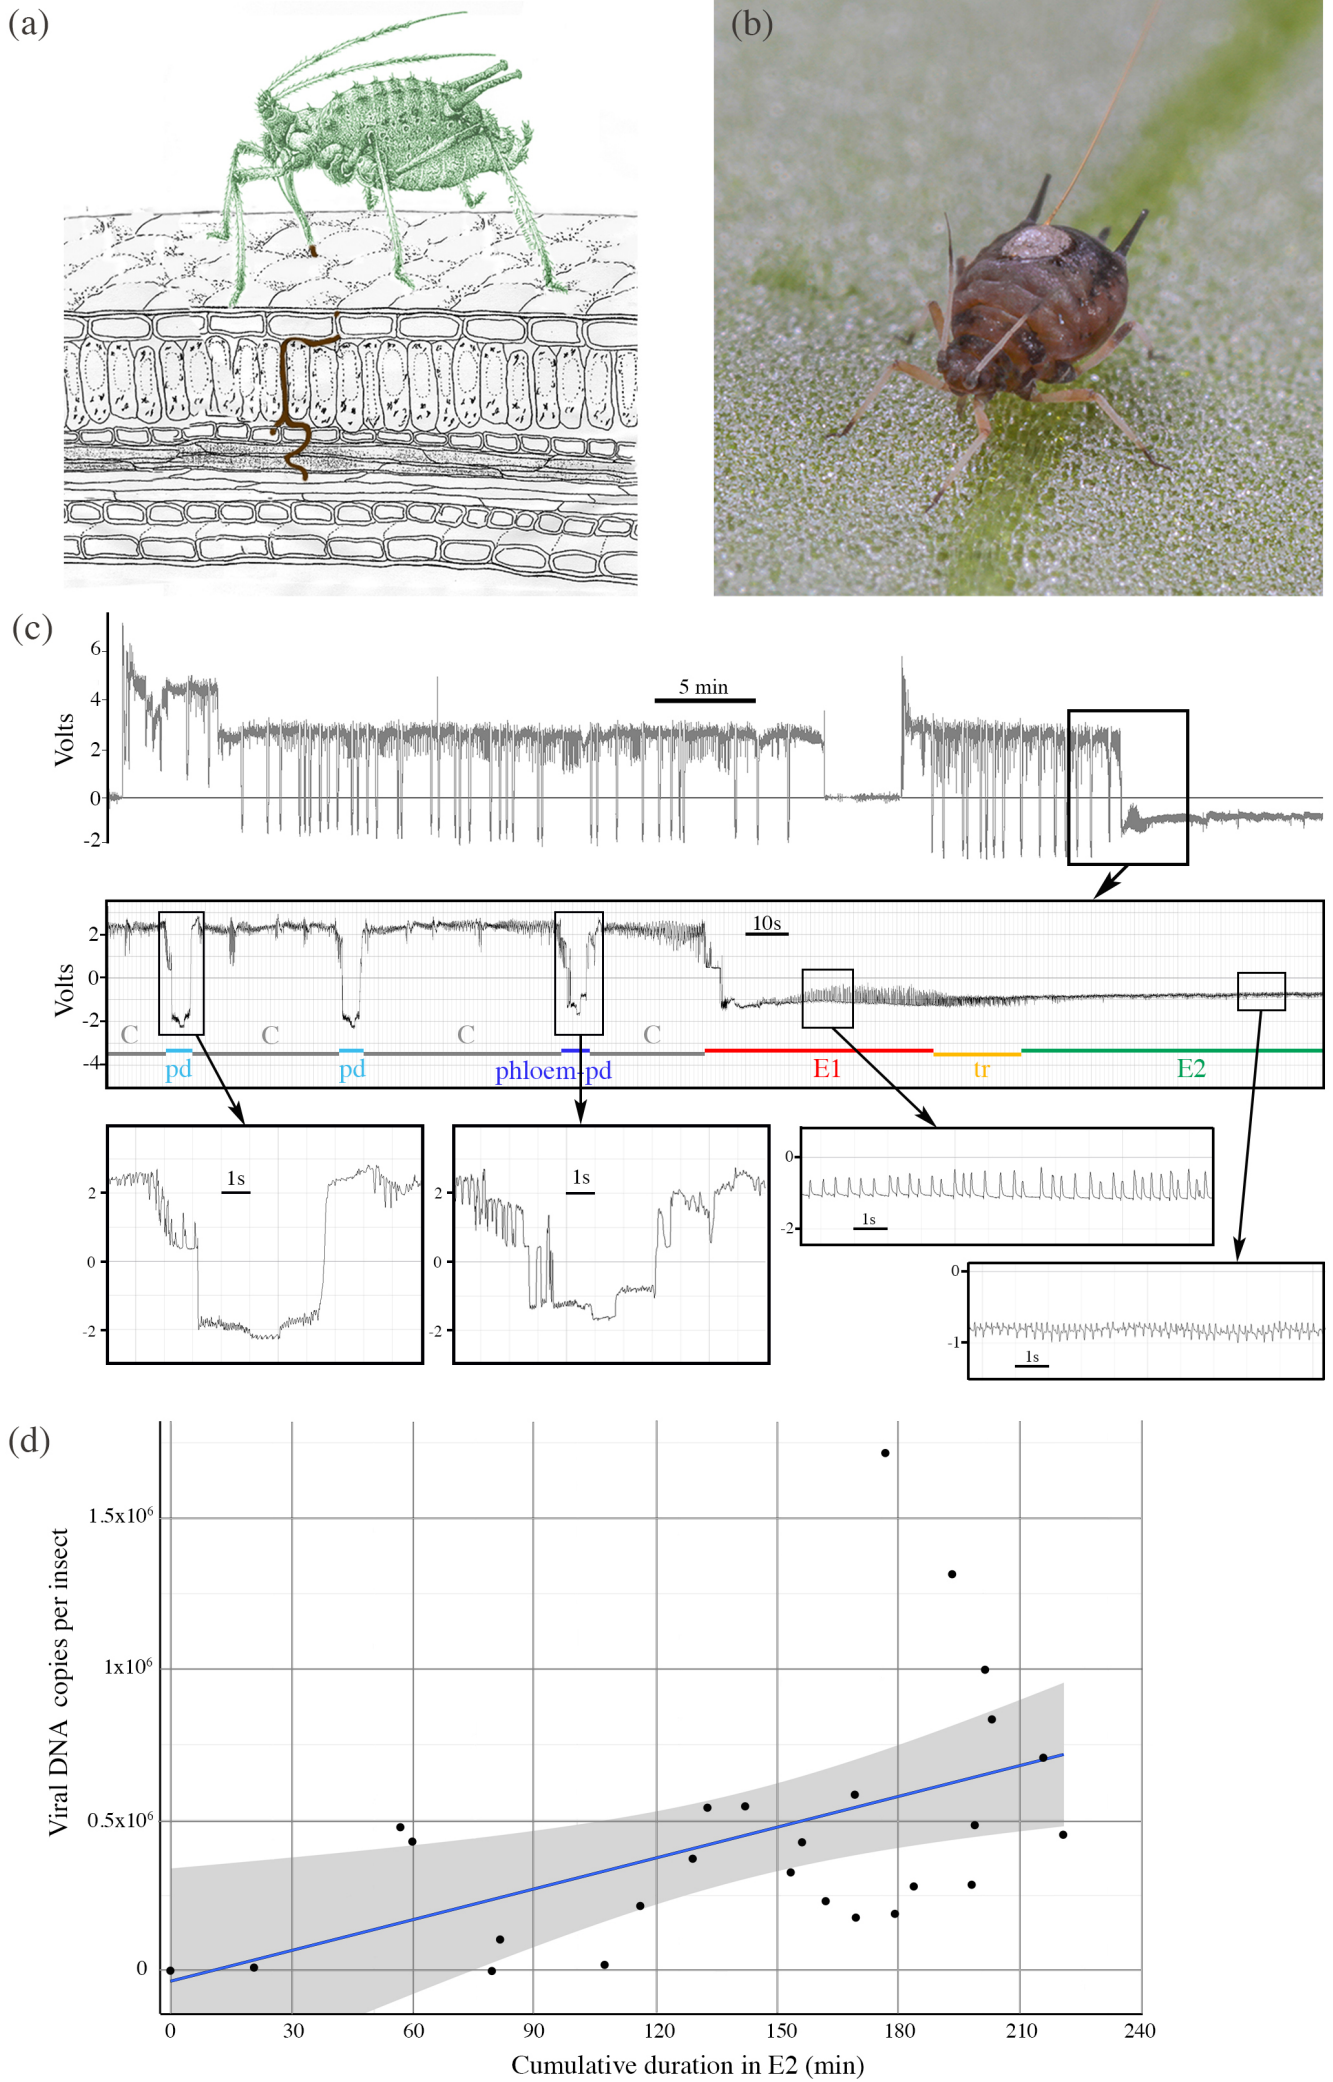 (a)
(b)
(c)
6
4
2
0
-2
Volts
5 min
2
0
-2
-4
Volts
10s
C
C
C
C
pd
pd
phloem-pd
E1
tr
E2
2
0
-2
1s
2
0
-2
1s
0
-2
1s
0
-1
1s
(d)
1.5x10⁶
1x10⁶
0.5x10⁶
0
Viral DNA copies per insect
0 30 60 90 120 150 180 210 240
Cumulative duration in E2 (min)